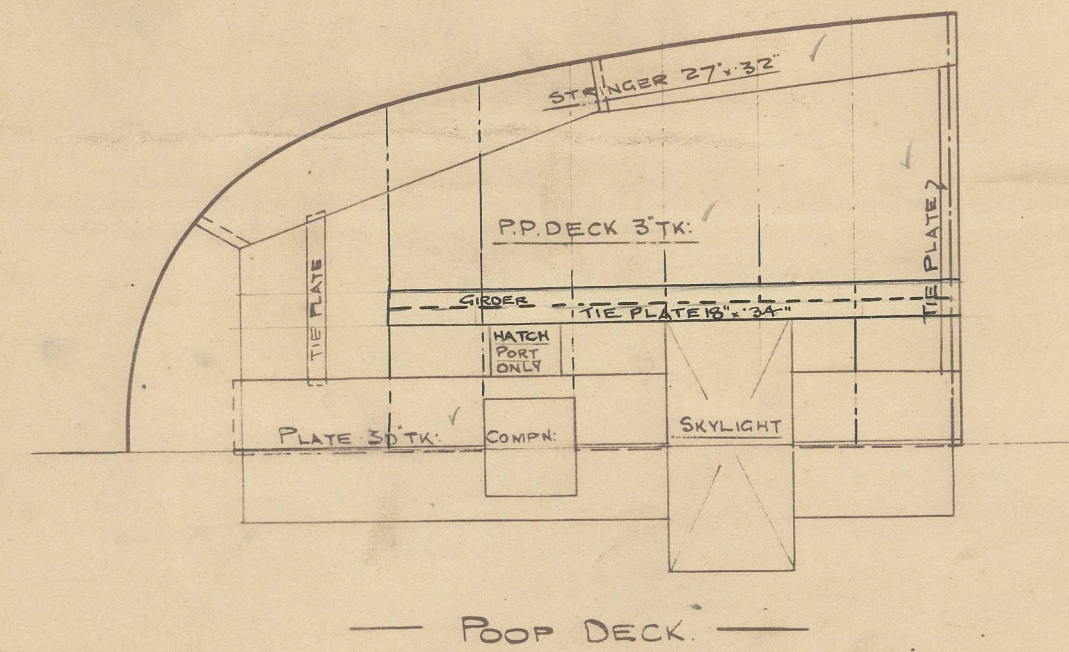 STRINGER 27" x .32"
P.P. DECK 3" TK:
TIE PLATE
TIE PLATE
GIRDER
TIE PLATE 18" x .34"
HATCH
PORT
ONLY
PLATE .30" TK:
COMPN:
SKYLIGHT
POOP DECK.